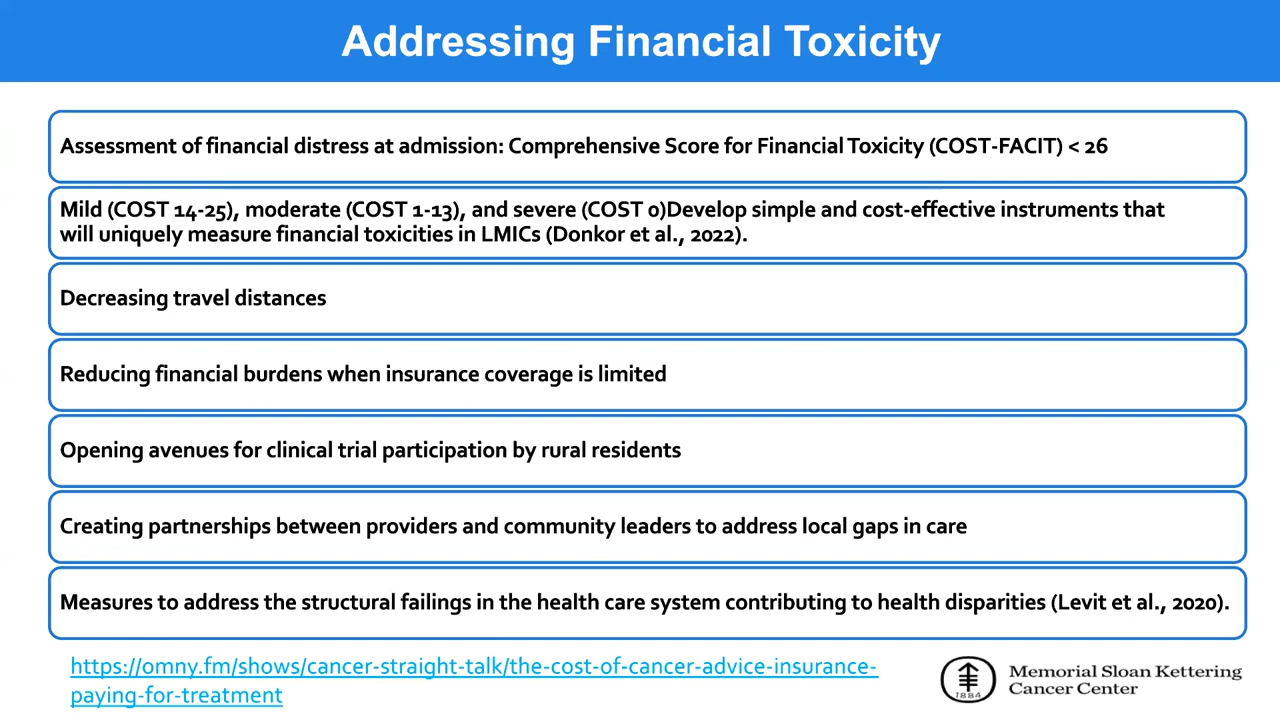 Addressing Financial Toxicity
Assessment of financial distress at admission: Comprehensive Score for Financial Toxicity (COST-FACIT) < 26
Mild (COST 14-25), moderate (COST 1-13), and severe (COST 0)Develop simple and cost-effective instruments that
will uniquely measure financial toxicities in LMICs (Donkor et al., 2022).
Decreasing travel distances
Reducing financial burdens when insurance coverage is limited
Opening avenues for clinical trial participation by rural residents
Creating partnerships between providers and community leaders to address local gaps in care
Measures to address the structural failings in the health care system contributing to health disparities (Levit et al., 2020).
https://omny.fm/shows/cancer-straight-talk/the-cost-of-cancer-advice-insurance-
paying-for-treatment
1884
Memorial Sloan Kettering
Cancer Center